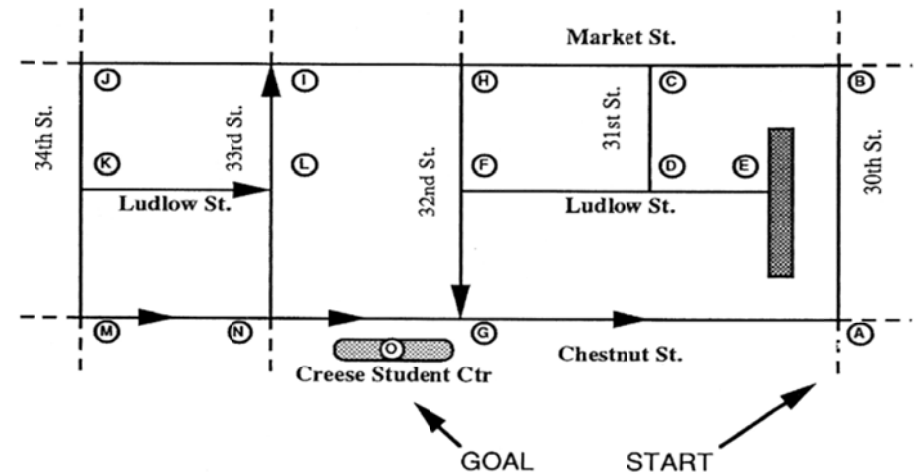 Market St.
J
I
H
C
B
34th St.
33rd St.
32nd St.
31st St.
30th St.
K
L
F
D
E
Ludlow St.
Ludlow St.
M
N
G
A
O
Chestnut St.
Creese Student Ctr
GOAL
START